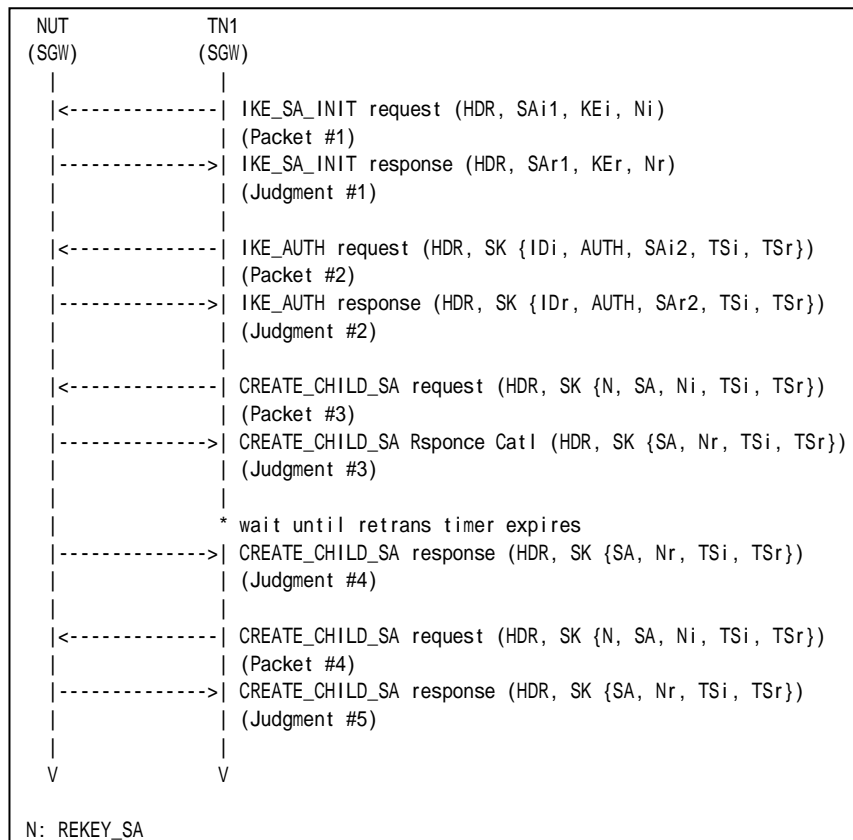 NUT TN1
(SGW) (SGW)
| |
|<--------------| IKE_SA_INIT request (HDR, SAi1, KEi, Ni)
| | (Packet #1)
|-------------->| IKE_SA_INIT response (HDR, SAr1, KEr, Nr)
| | (Judgment #1)
| |
|<--------------| IKE_AUTH request (HDR, SK {IDi, AUTH, SAi2, TSi, TSr})
| | (Packet #2)
|-------------->| IKE_AUTH response (HDR, SK {IDr, AUTH, SAr2, TSi, TSr})
| | (Judgment #2)
| |
|<--------------| CREATE_CHILD_SA request (HDR, SK {N, SA, Ni, TSi, TSr})
| | (Packet #3)
|-------------->| CREATE_CHILD_SA Rsponce Catl (HDR, SK {SA, Nr, TSi, TSr})
| | (Judgment #3)
| |
| * wait until retrans timer expires
|-------------->| CREATE_CHILD_SA response (HDR, SK {SA, Nr, TSi, TSr})
| | (Judgment #4)
| |
|<--------------| CREATE_CHILD_SA request (HDR, SK {N, SA, Ni, TSi, TSr})
| | (Packet #4)
|-------------->| CREATE_CHILD_SA response (HDR, SK {SA, Nr, TSi, TSr})
| | (Judgment #5)
| |
V V
N: REKEY_SA